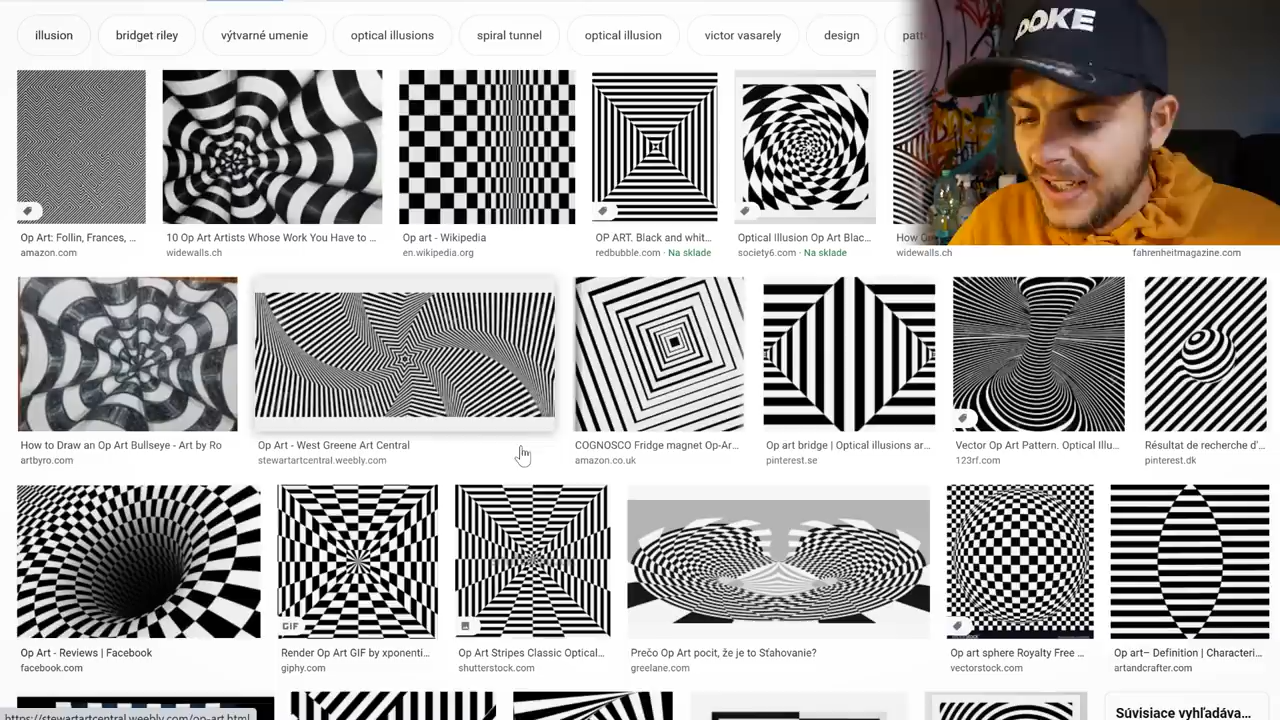 illusion
bridget riley
výtvarné umenie
optical illusions
spiral tunnel
optical illusion
victor vasarely
design
DOKE
Op Art: Follin, Frances, ...
amazon.com
10 Op Art Artists Whose Work You Have to ...
widewalls.ch
Op art - Wikipedia
en.wikipedia.org
OP ART. Black and whit...
redbubble.com · Na sklade
Optical Illusion Op Art Blac...
society6.com · Na sklade
widewalls.ch
fahrenheitmagazine.com
How to Draw an Op Art Bullseye - Art by Ro
artbyro.com
Op Art - West Greene Art Central
stewartartcentral.weebly.com
COGNOSCO Fridge magnet Op-Ar...
amazon.co.uk
Op art bridge | Optical illusions ar...
pinterest.se
Vector Op Art Pattern. Optical Illu...
123rf.com
Résultat de recherche d'...
pinterest.dk
GIF
Op Art - Reviews | Facebook
facebook.com
Render Op Art GIF by xponenti...
giphy.com
Op Art Stripes Classic Optical...
shutterstock.com
Prečo Op Art pocit, že je to Sťahovanie?
greelane.com
Op art sphere Royalty Free ...
vectorstock.com
Op art– Definition | Characteri...
artandcrafter.com
Súvisiace vyhľadáva...
https://stewartartcentral.weebly.com/op-art.html